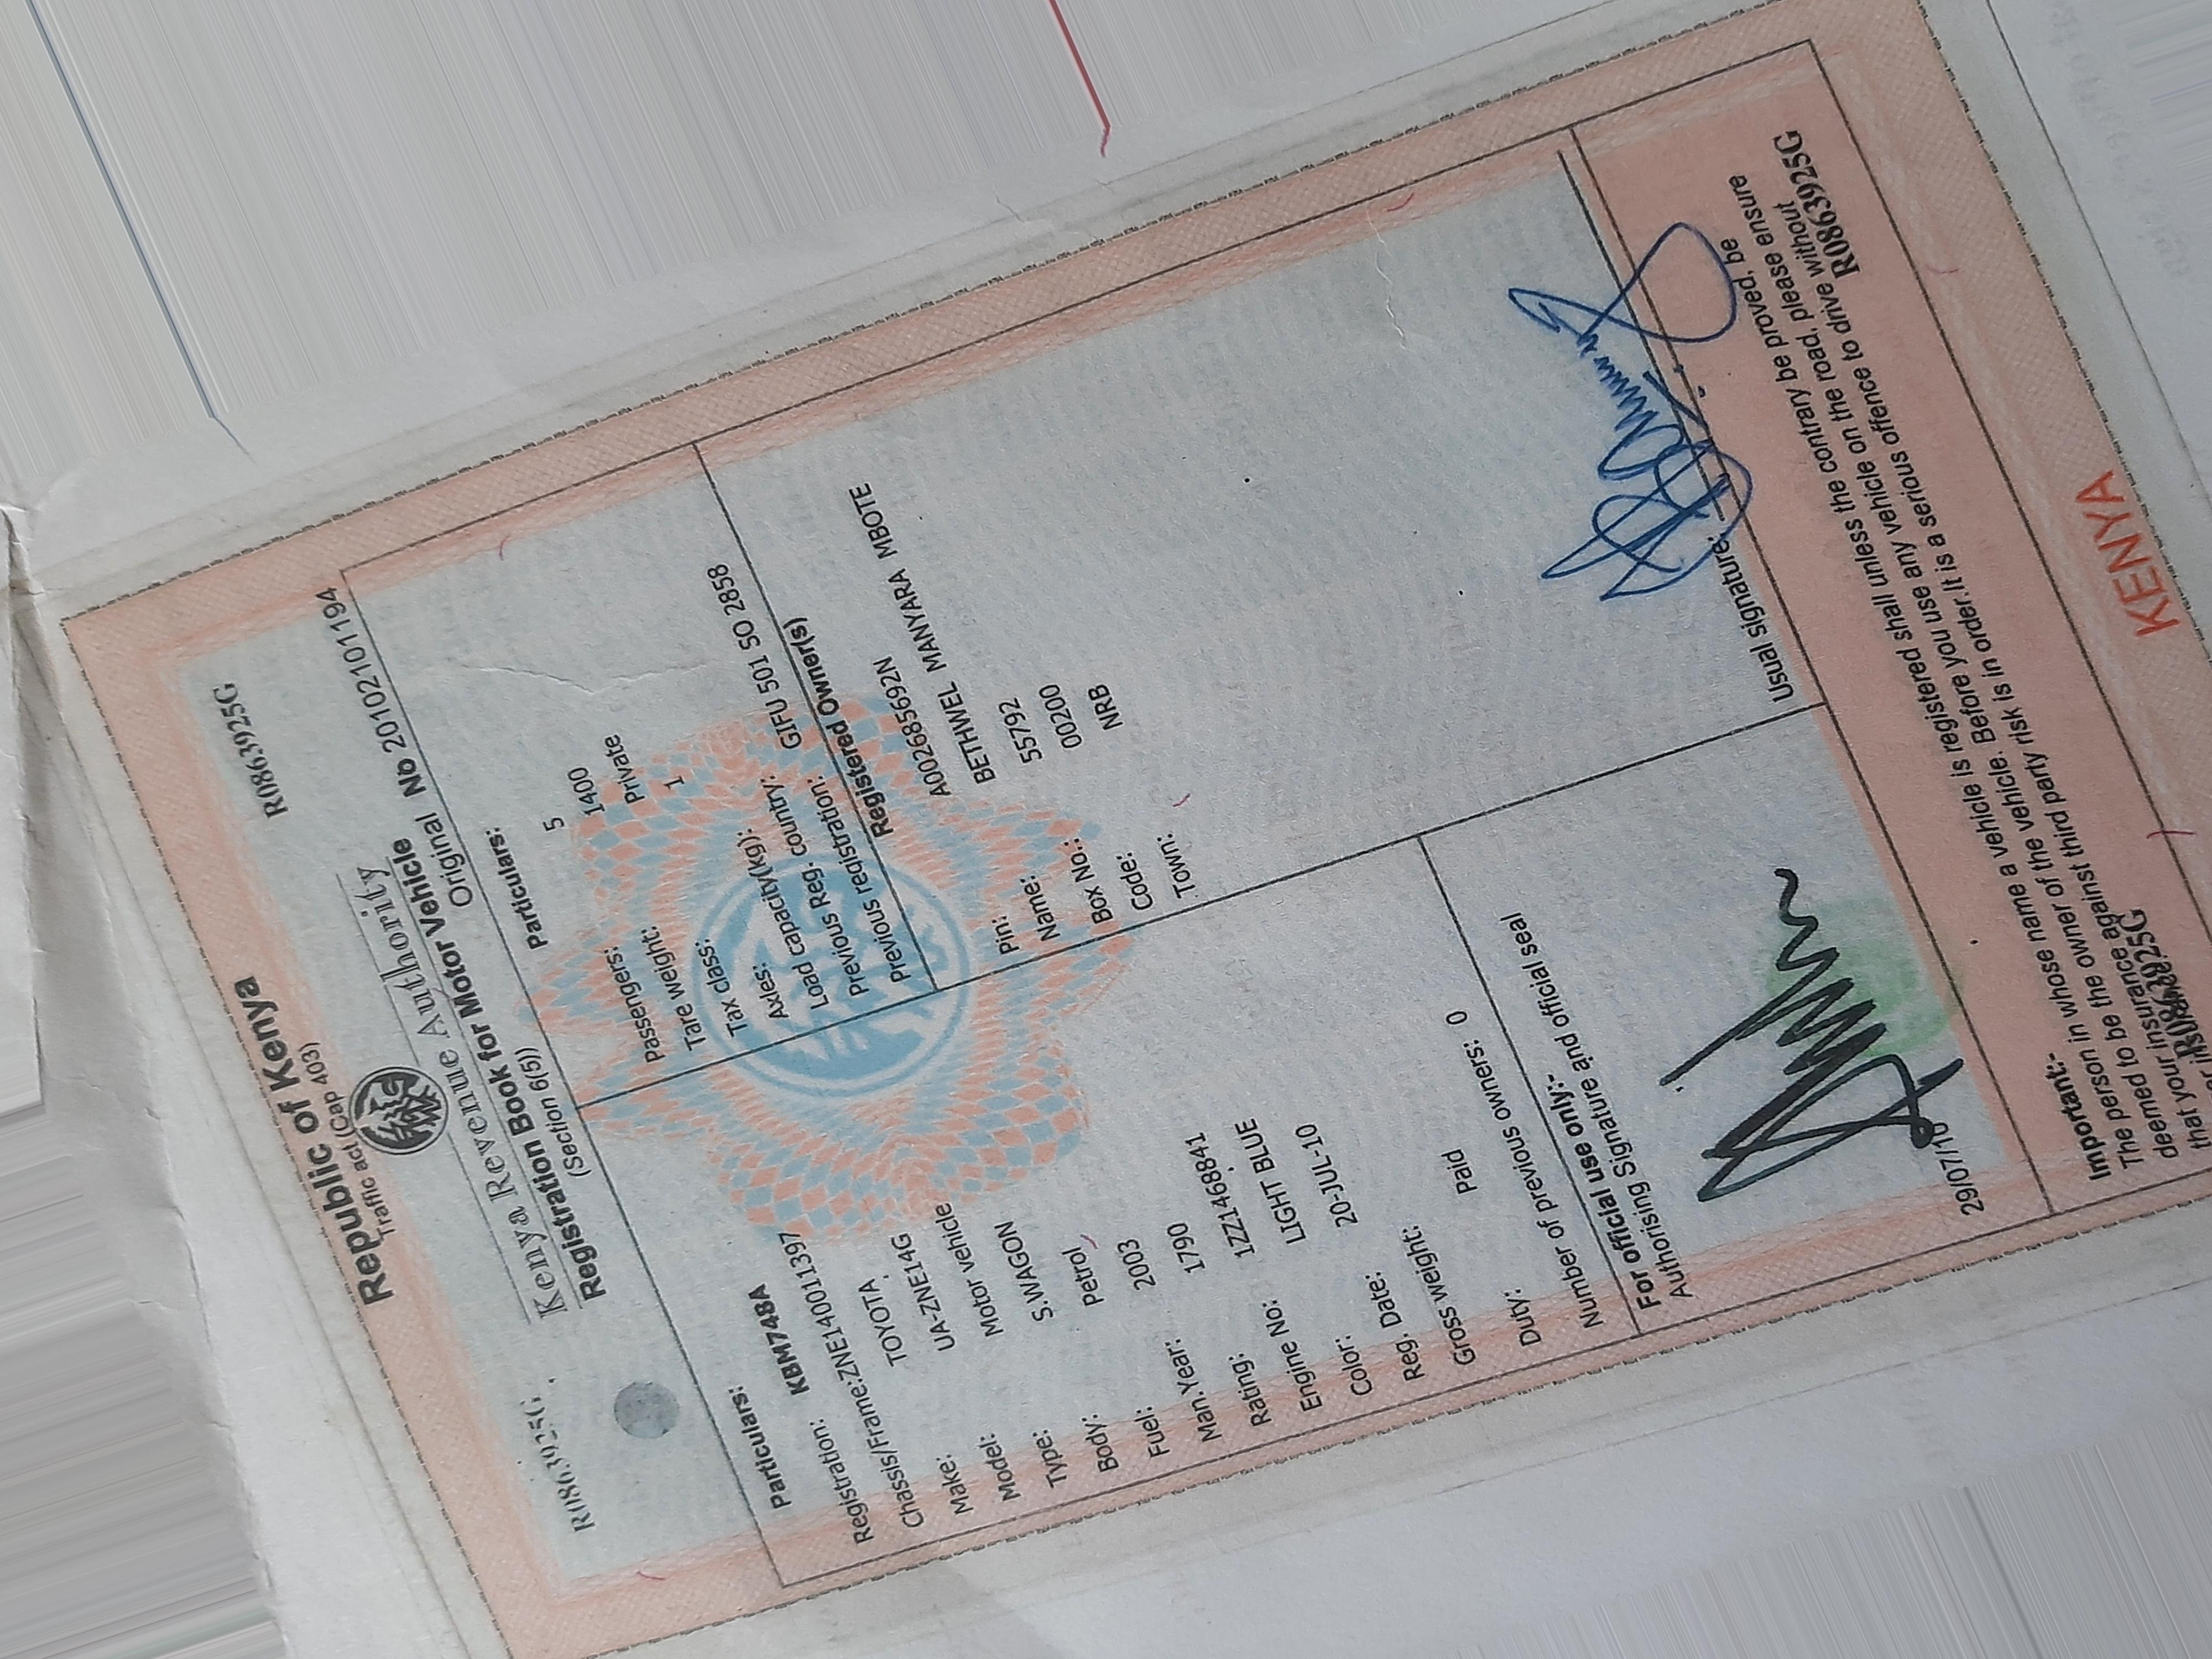 R0863925G
R0863925G
Republic of Kenya
Traffic act (Cap 403)
Kenya Revenue Authority
Registration Book for Motor Vehicle No 201021011194
(Section 6(5)) Original
Particulars:
Registration: KBM748A
Chassis/Frame:ZNE140011397
Make: TOYOTA
Model: UA-ZNE14G
Type: Motor vehicle
Body: S.WAGON
Fuel: Petrol
Man.Year: 2003
Rating: 1790
Engine No: 1ZZ1468841
Color: LIGHT BLUE
Reg. Date: 20-JUL-10
Gross weight:
Duty: Paid
Number of previous owners: 0
Particulars:
Passengers: 5
Tare weight: 1400
Tax class: Private
Axles: 1
Load capacity(kg):
Previous Reg. country:
Previous registration: GIFU 501 SO 2858
Registered Owner(s)
Pin: A002685692N
Name: BETHWEL MANYARA MBOTE
Box No.: 55792
Code: 00200
Town: NRB
For official use only:-
Authorising Signature and official seal
29/07/10
Usual signature:
Important:-
The person in whose name a vehicle is registered shall unless the contrary be proved, be
deemed to be the owner of the vehicle. Before you use any vehicle on the road, please ensure
that your insurance against third party risk is in order.It is a serious offence to drive without
R0863925G
R0863925G
KENYA